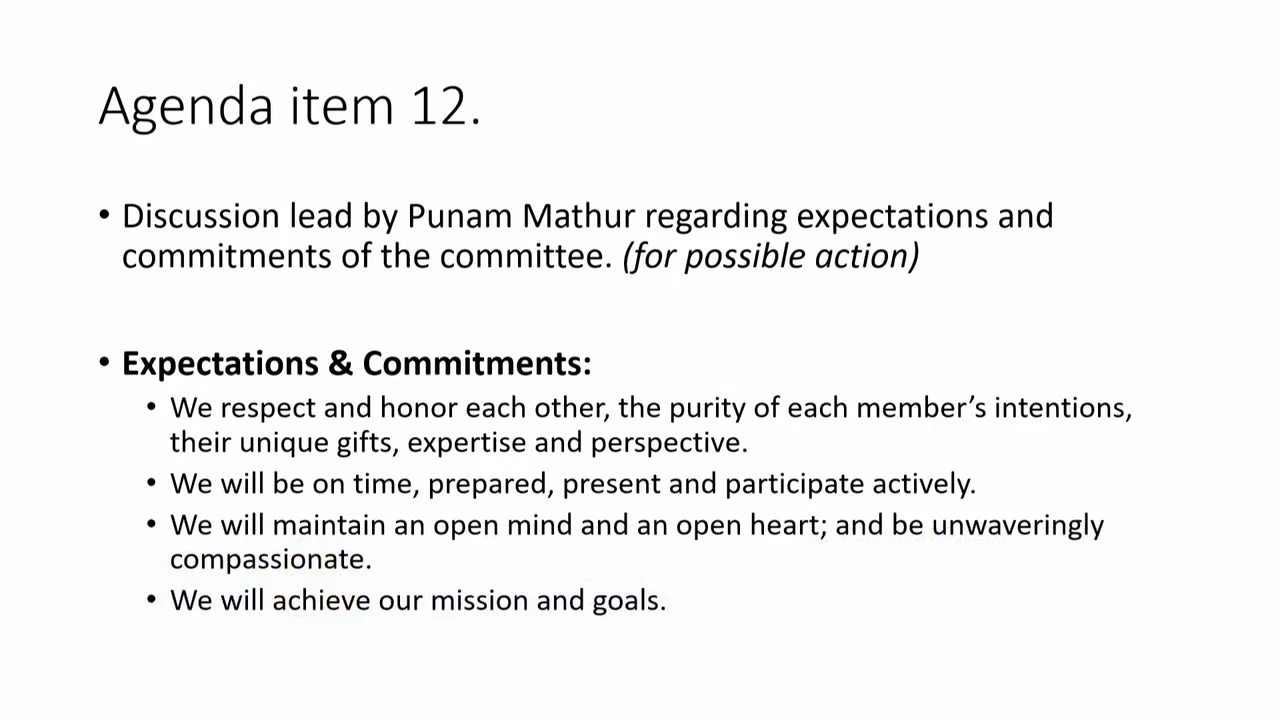 Agenda item 12.
• Discussion lead by Punam Mathur regarding expectations and
commitments of the committee. (for possible action)
• Expectations & Commitments:
• We respect and honor each other, the purity of each member’s intentions,
their unique gifts, expertise and perspective.
• We will be on time, prepared, present and participate actively.
• We will maintain an open mind and an open heart; and be unwaveringly
compassionate.
• We will achieve our mission and goals.